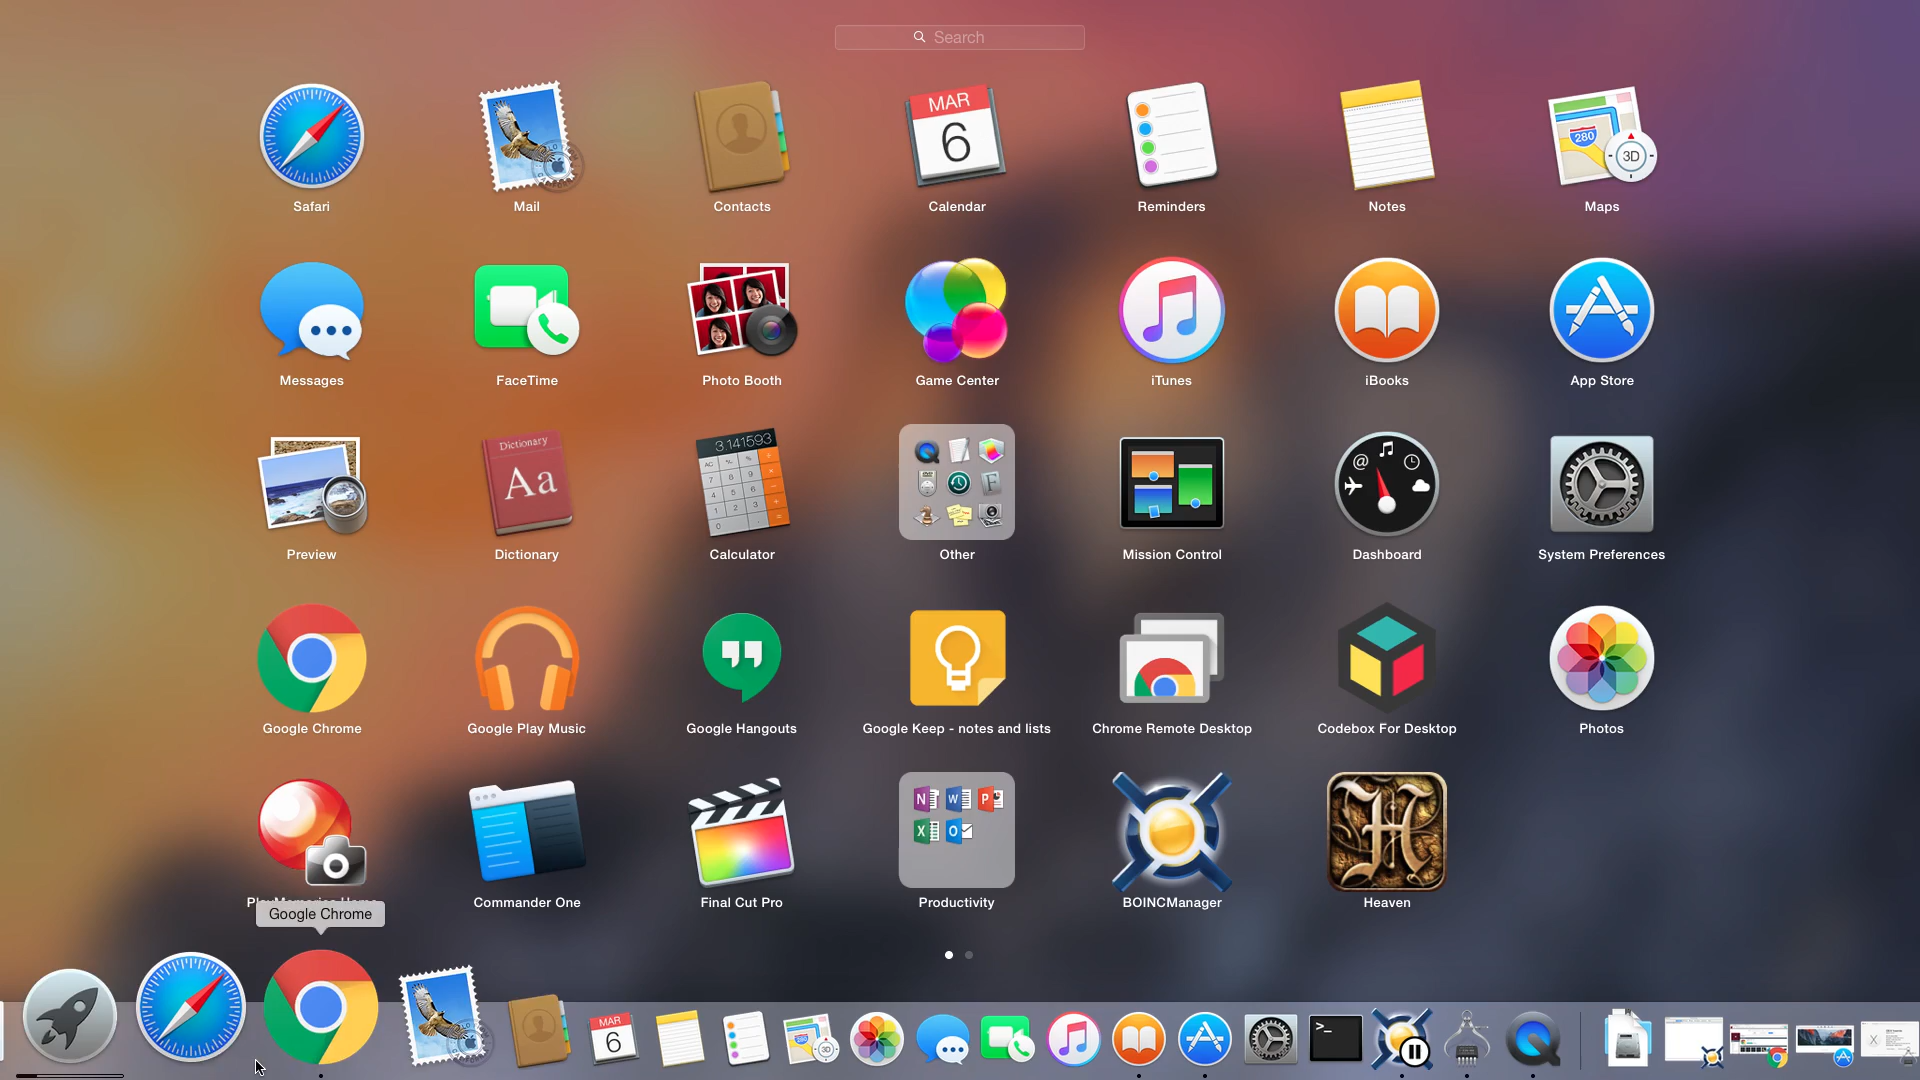 Search
MAR
6
280
3D
Safari
Mail
Contacts
Calendar
Reminders
Notes
Maps
Messages
FaceTime
Photo Booth
Game Center
iTunes
iBooks
App Store
Dictionary
Aa
3.141593
Preview
Dictionary
Calculator
Other
Mission Control
Dashboard
System Preferences
Google Chrome
Google Play Music
Google Hangouts
Google Keep - notes and lists
Chrome Remote Desktop
Codebox For Desktop
Photos
N
W
P
X
O
H
Commander One
Final Cut Pro
Productivity
BOINCManager
Heaven
Google Chrome
MAR
6
280
3D
>_